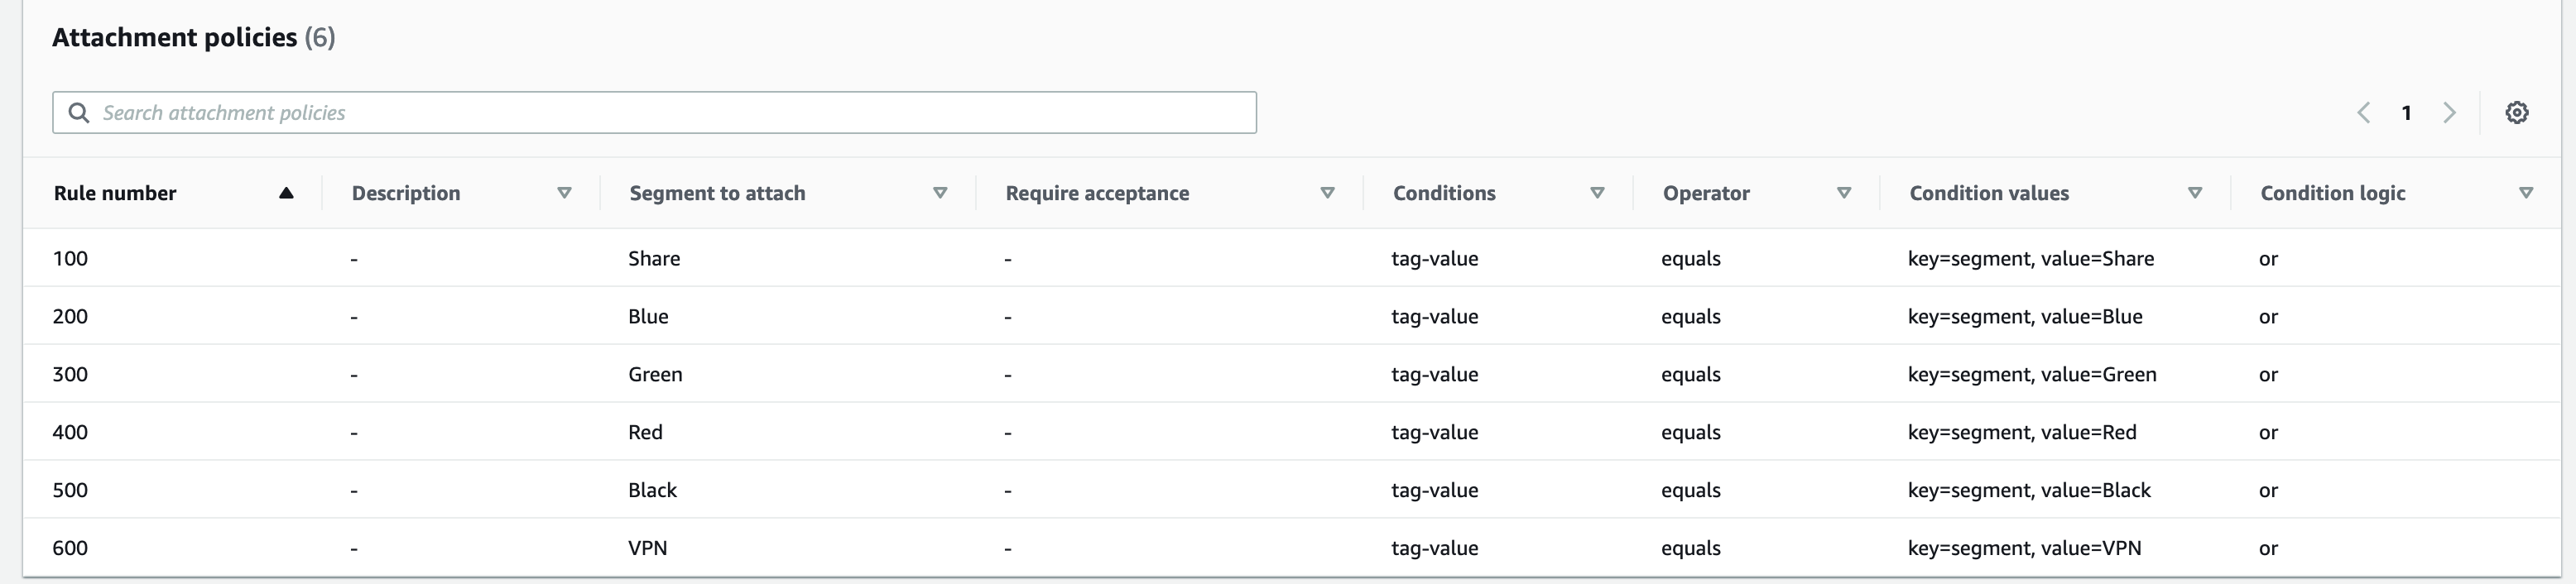 Attachment policies (6)
Search attachment policies
1
Rule number Description Segment to attach Require acceptance Conditions Operator Condition values Condition logic
100 - Share - tag-value equals key=segment, value=Share or
200 - Blue - tag-value equals key=segment, value=Blue or
300 - Green - tag-value equals key=segment, value=Green or
400 - Red - tag-value equals key=segment, value=Red or
500 - Black - tag-value equals key=segment, value=Black or
600 - VPN - tag-value equals key=segment, value=VPN or